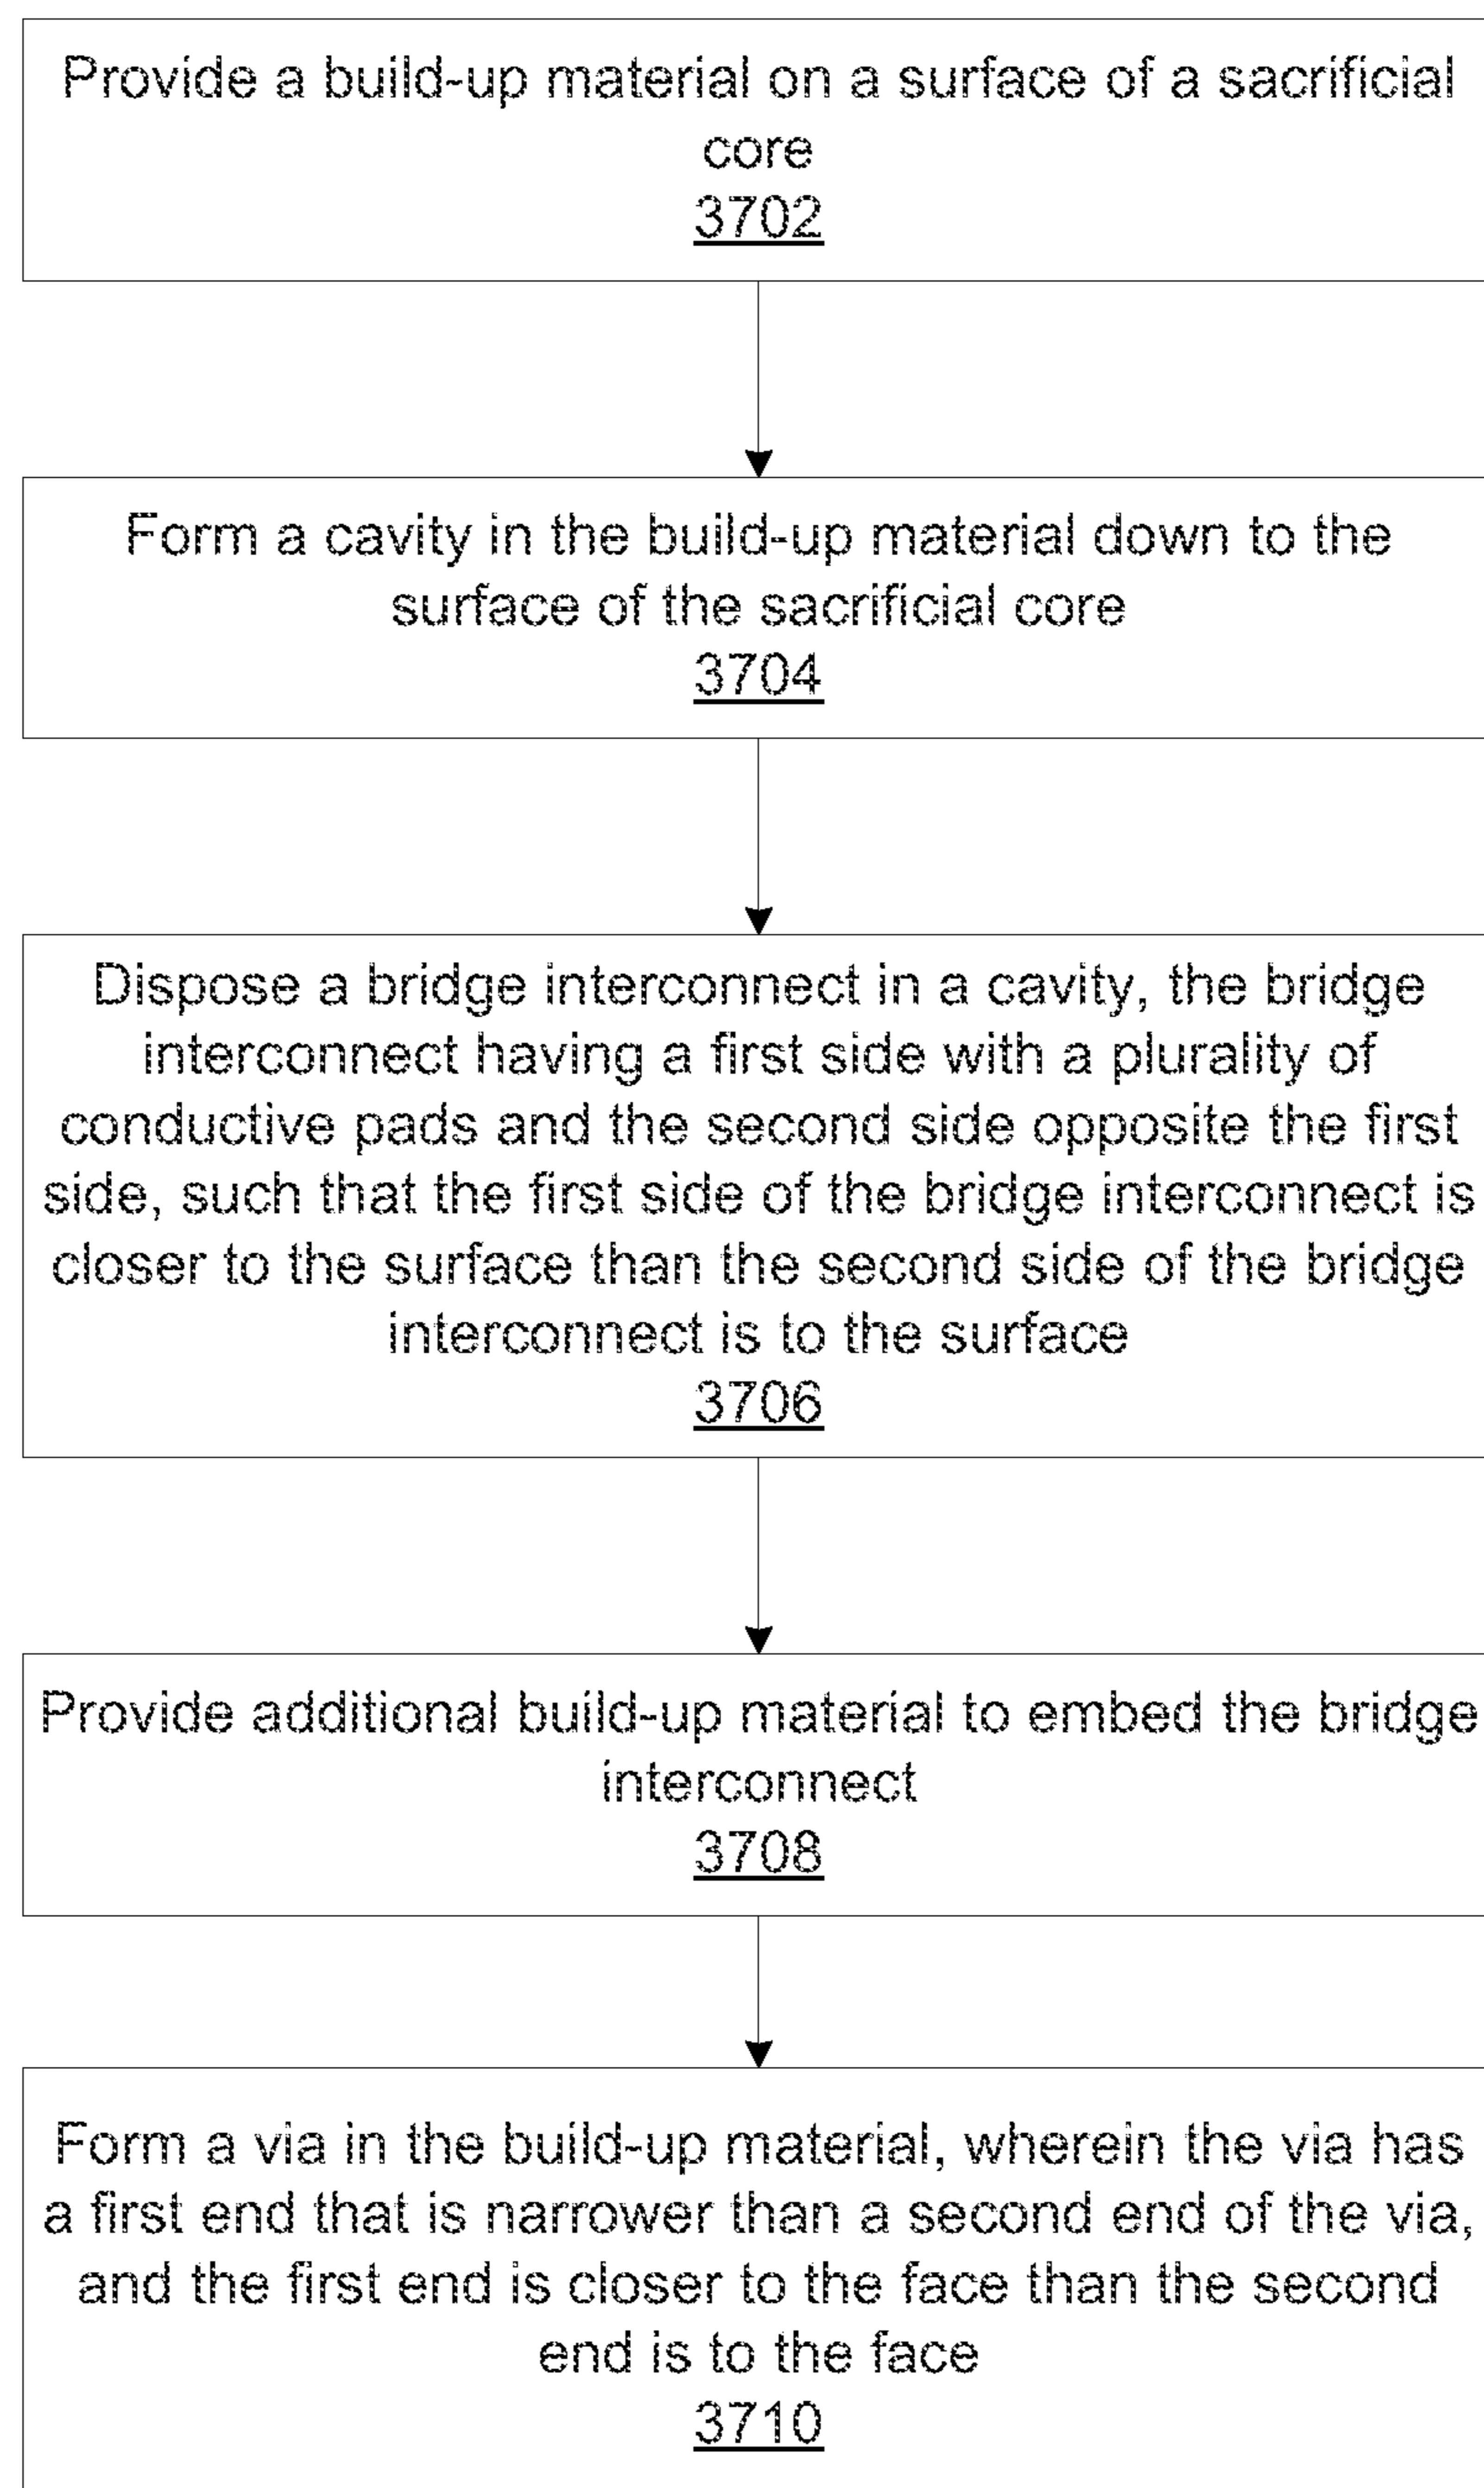 Provide a build-up material on a surface of a sacrificial
core
3702
Form a cavity in the build-up material down to the
surface of the sacrificial core
3704
Dispose a bridge interconnect in a cavity, the bridge
interconnect having a first side with a plurality of
conductive pads and the second side opposite the first
side, such that the first side of the bridge interconnect is
closer to the surface than the second side of the bridge
interconnect is to the surface
3706
Provide additional build-up material to embed the bridge
interconnect
3708
Form a via in the build-up material, wherein the via has
a first end that is narrower than a second end of the via,
and the first end is closer to the face than the second
end is to the face
3710